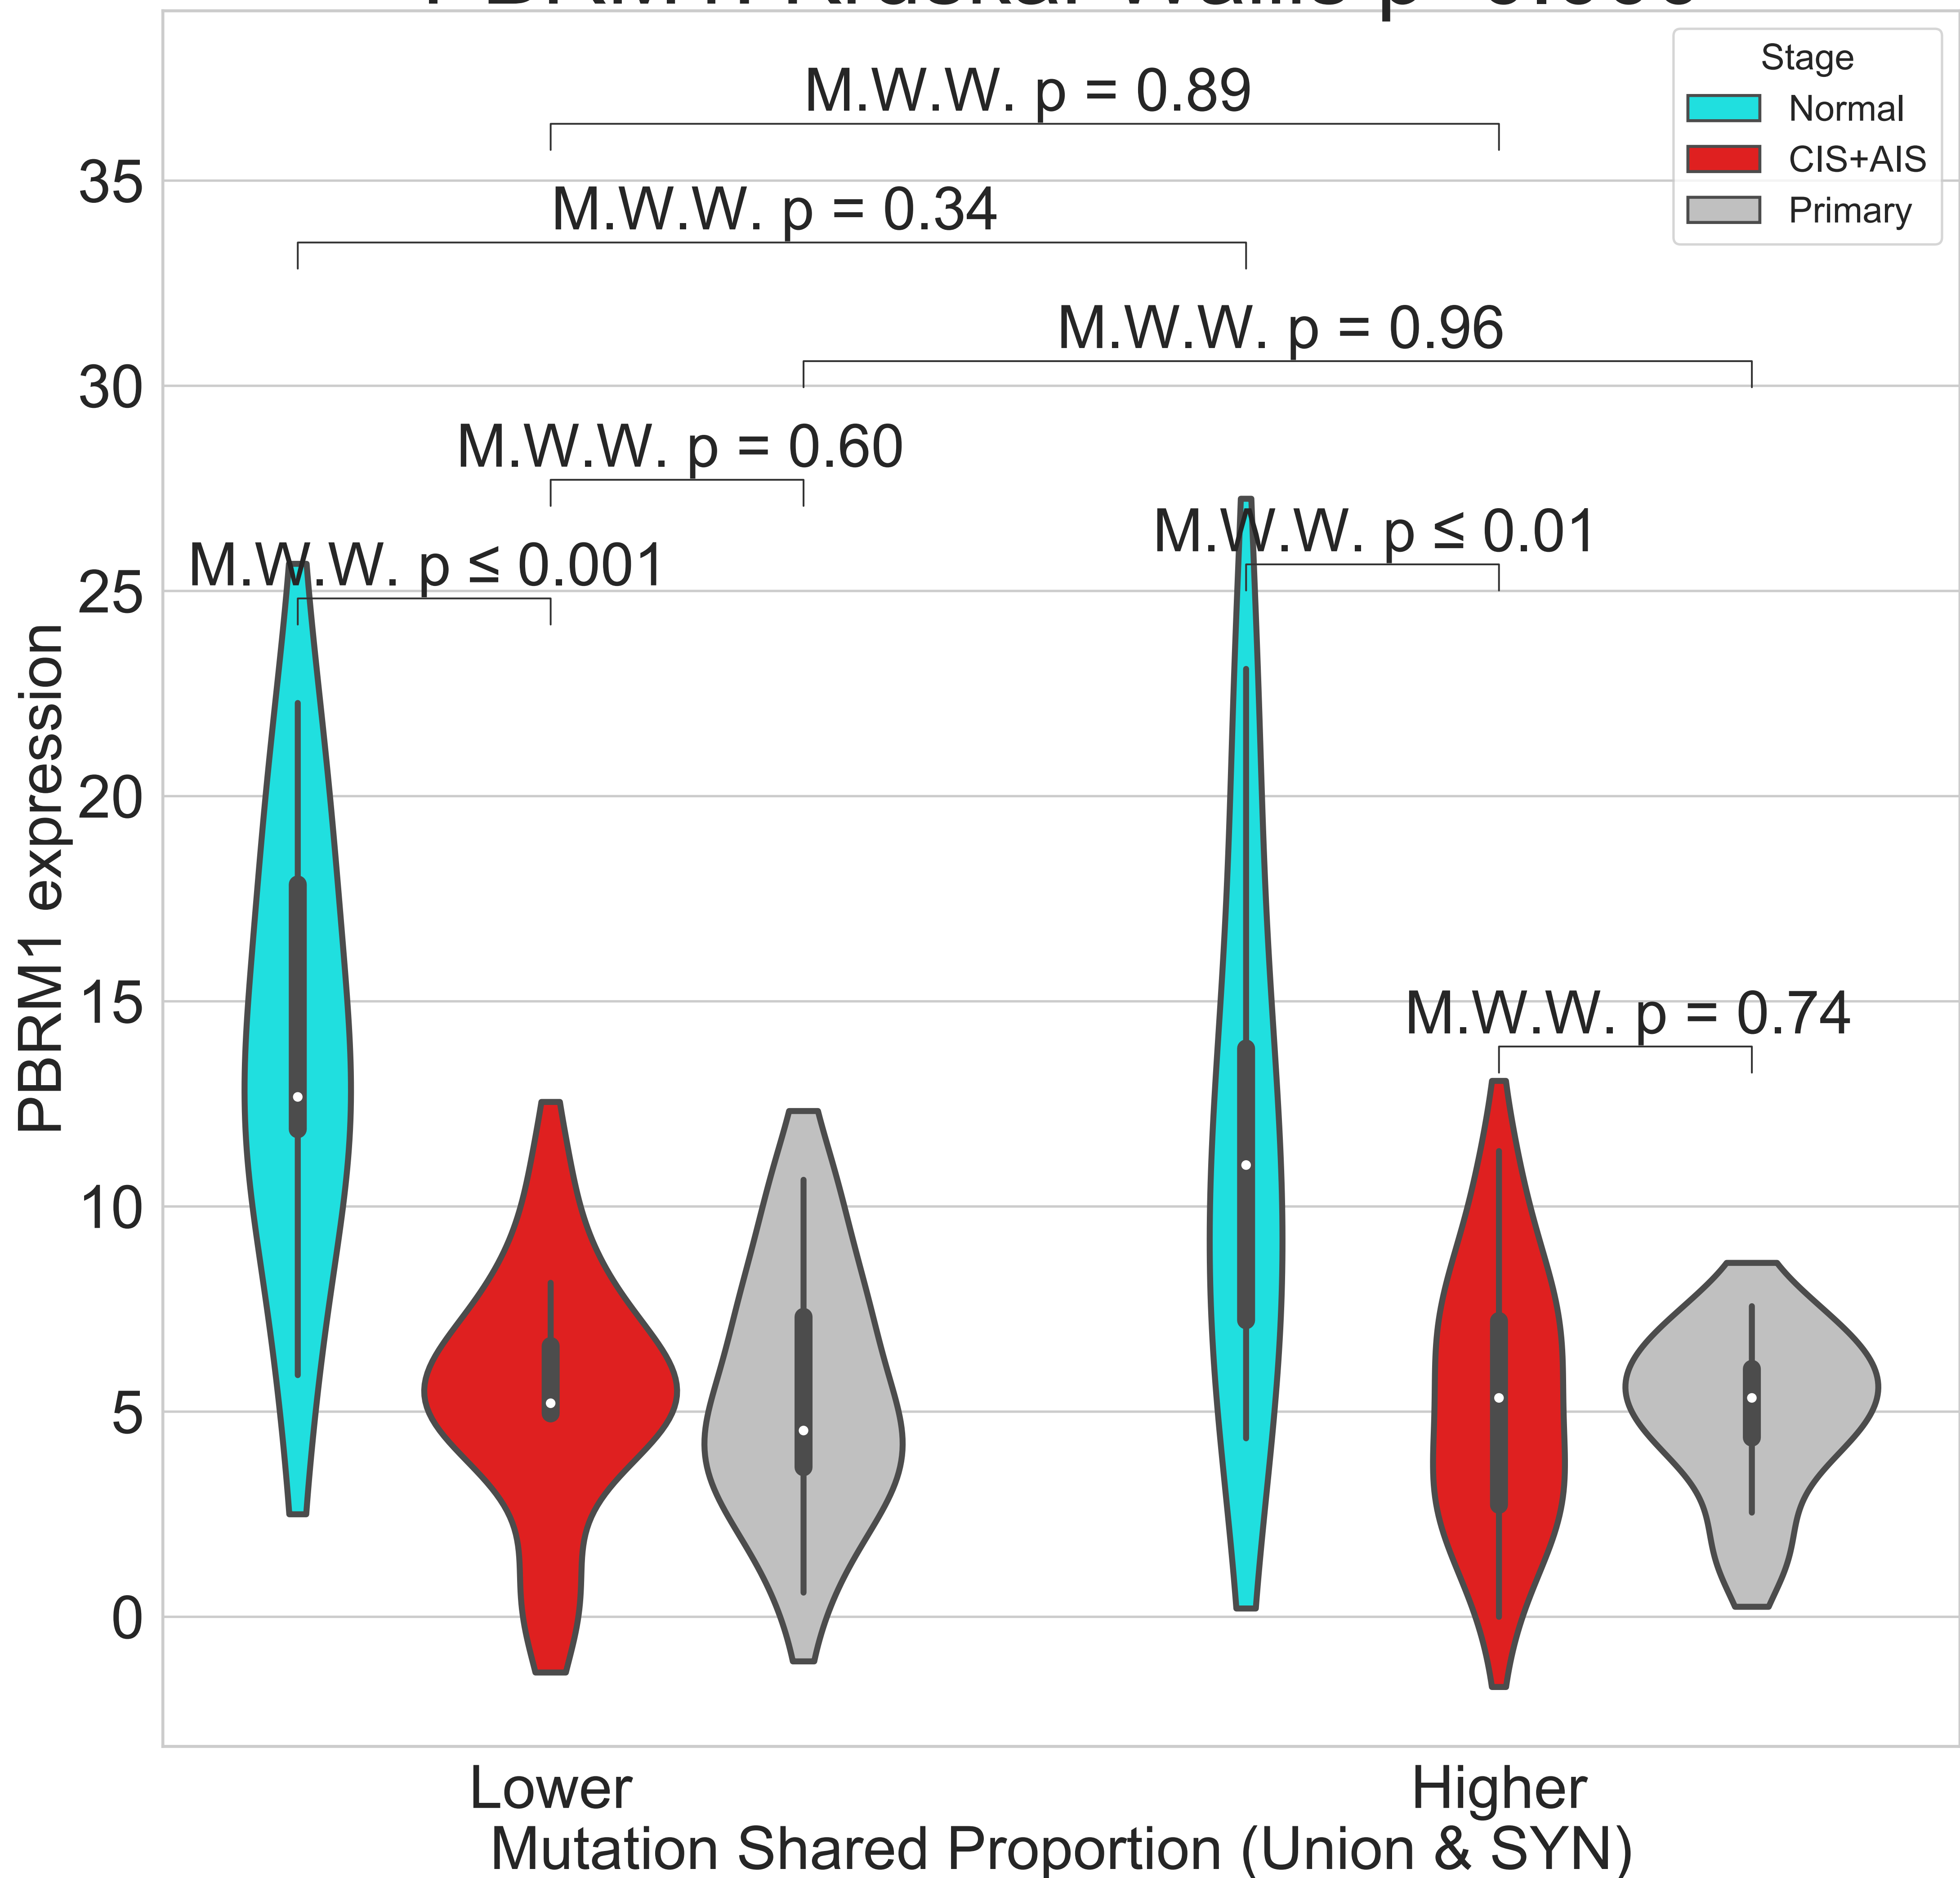 Stage
Normal
CIS+AIS
Primary
M.W.W. p = 0.89
M.W.W. p = 0.34
M.W.W. p = 0.96
M.W.W. p = 0.60
M.W.W. p ≤ 0.01
M.W.W. p ≤ 0.001
M.W.W. p = 0.74
35
30
25
20
15
10
5
0
PBRM1 expression
Lower
Higher
Mutation Shared Proportion (Union & SYN)